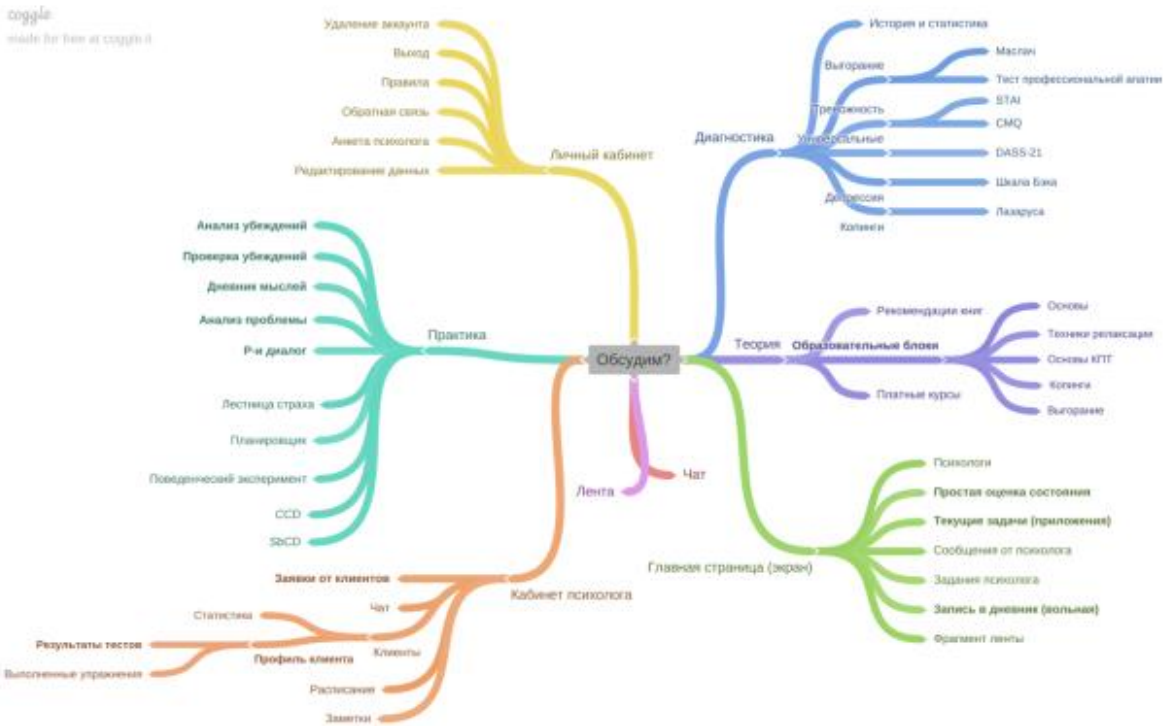 coggle
made for free at coggle.it
Удаление аккаунта
Выход
Правила
Обратная связь
Анкета психолога
Редактирование данных
Личный кабинет
Анализ убеждений
Проверка убеждений
Дневник мыслей
Анализ проблемы
Р-и диалог
Лестница страха
Планировщик
Поведенческий эксперимент
CCD
SbCD
Практика
Обсудим?
Лента
Чат
Заявки от клиентов
Чат
Статистика
Результаты тестов
Выполненные упражнения
Профиль клиента
Клиенты
Расписание
Заметки
Кабинет психолога
История и статистика
Выгорание
Маслач
Тест профессиональной апатии
Тревожность
STAI
CMQ
Диагностика
Универсальные
DASS-21
Шкала Бэка
Депрессия
Лазаруса
Копинги
Теория
Рекомендации книг
Образовательные блоки
Платные курсы
Основы
Техники релаксации
Основы КПТ
Копинги
Выгорание
Главная страница (экран)
Психологи
Простая оценка состояния
Текущие задачи (приложения)
Сообщения от психолога
Задания психолога
Запись в дневник (вольная)
Фрагмент ленты